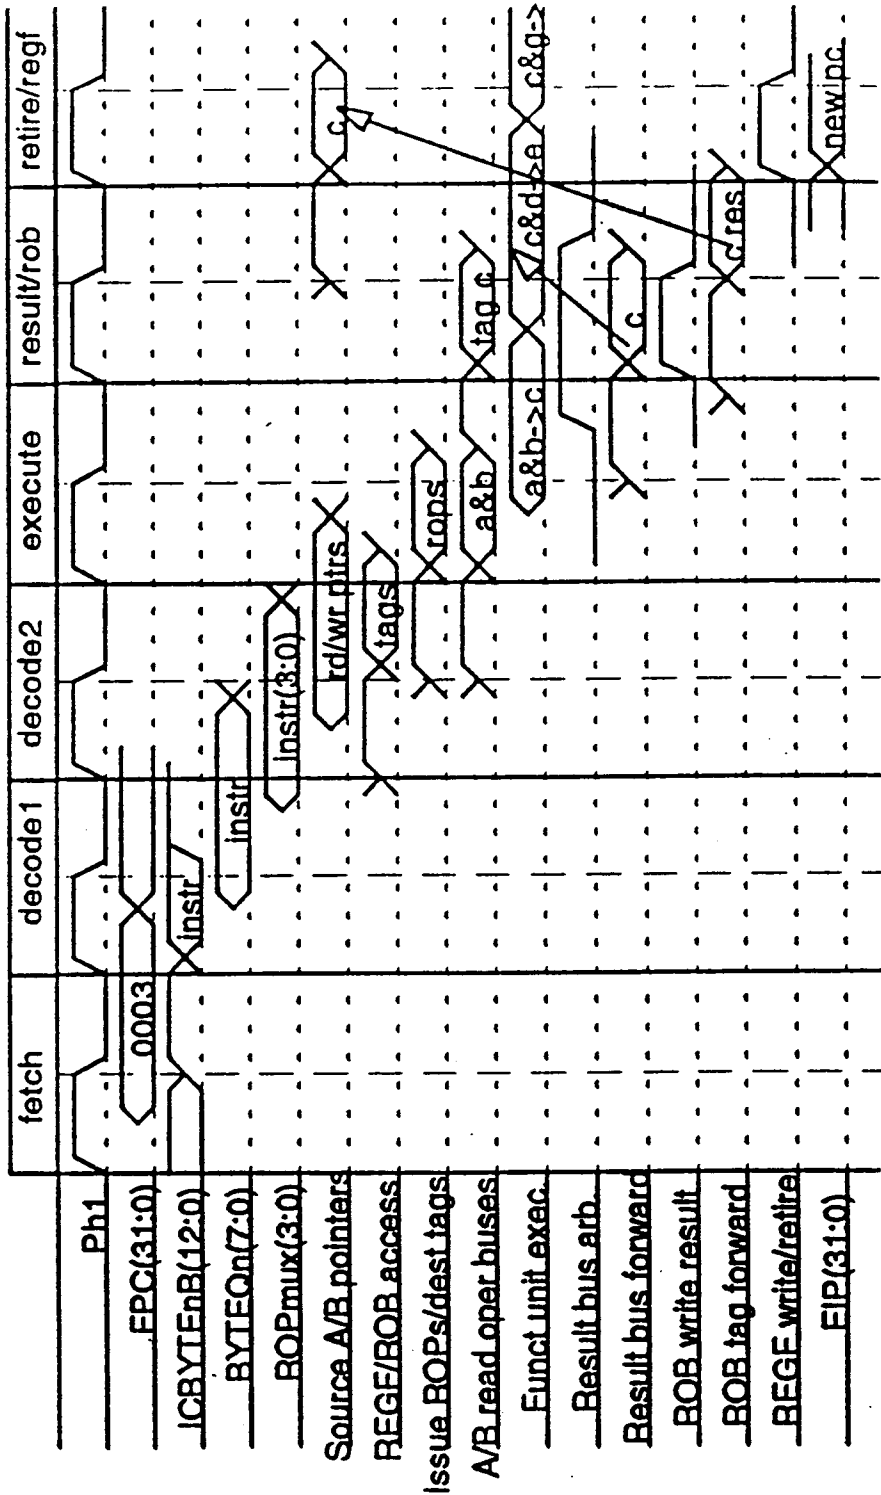 fetch decode1 decode2 execute result/rob retire/regf
Ph1
FPC(31:0) 0003
ICBYTEnB(12:0) instr
BYTEQn(7:0) instr
ROPmux(3:0) instr(3:0)
Source A/B pointers rd/wr ptrs c
REGF/ROB access tags
Issue ROPs/dest tags rops
A/B read oper buses a&b tag c
Funct unit exec a&b->c c&d->e c&g->
Result bus arb
Result bus forward c
ROB write result
ROB tag forward c res
REGF write/retire
EIP(31:0) new pc